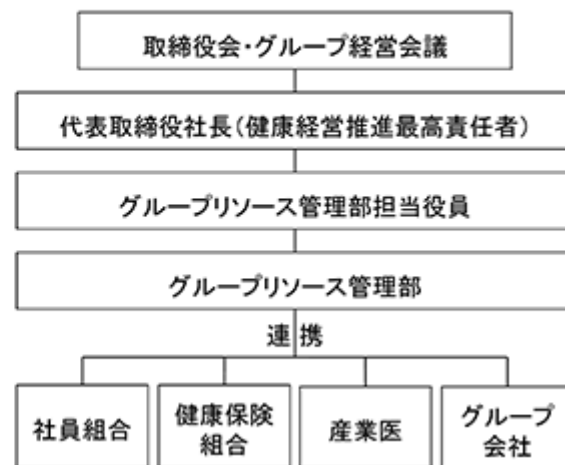 取締役会・グループ経営会議
代表取締役社長(健康経営推進最高責任者)
グループリソース管理部担当役員
グループリソース管理部
連携
社員組合
健康保険
組合
産業医
グループ
会社